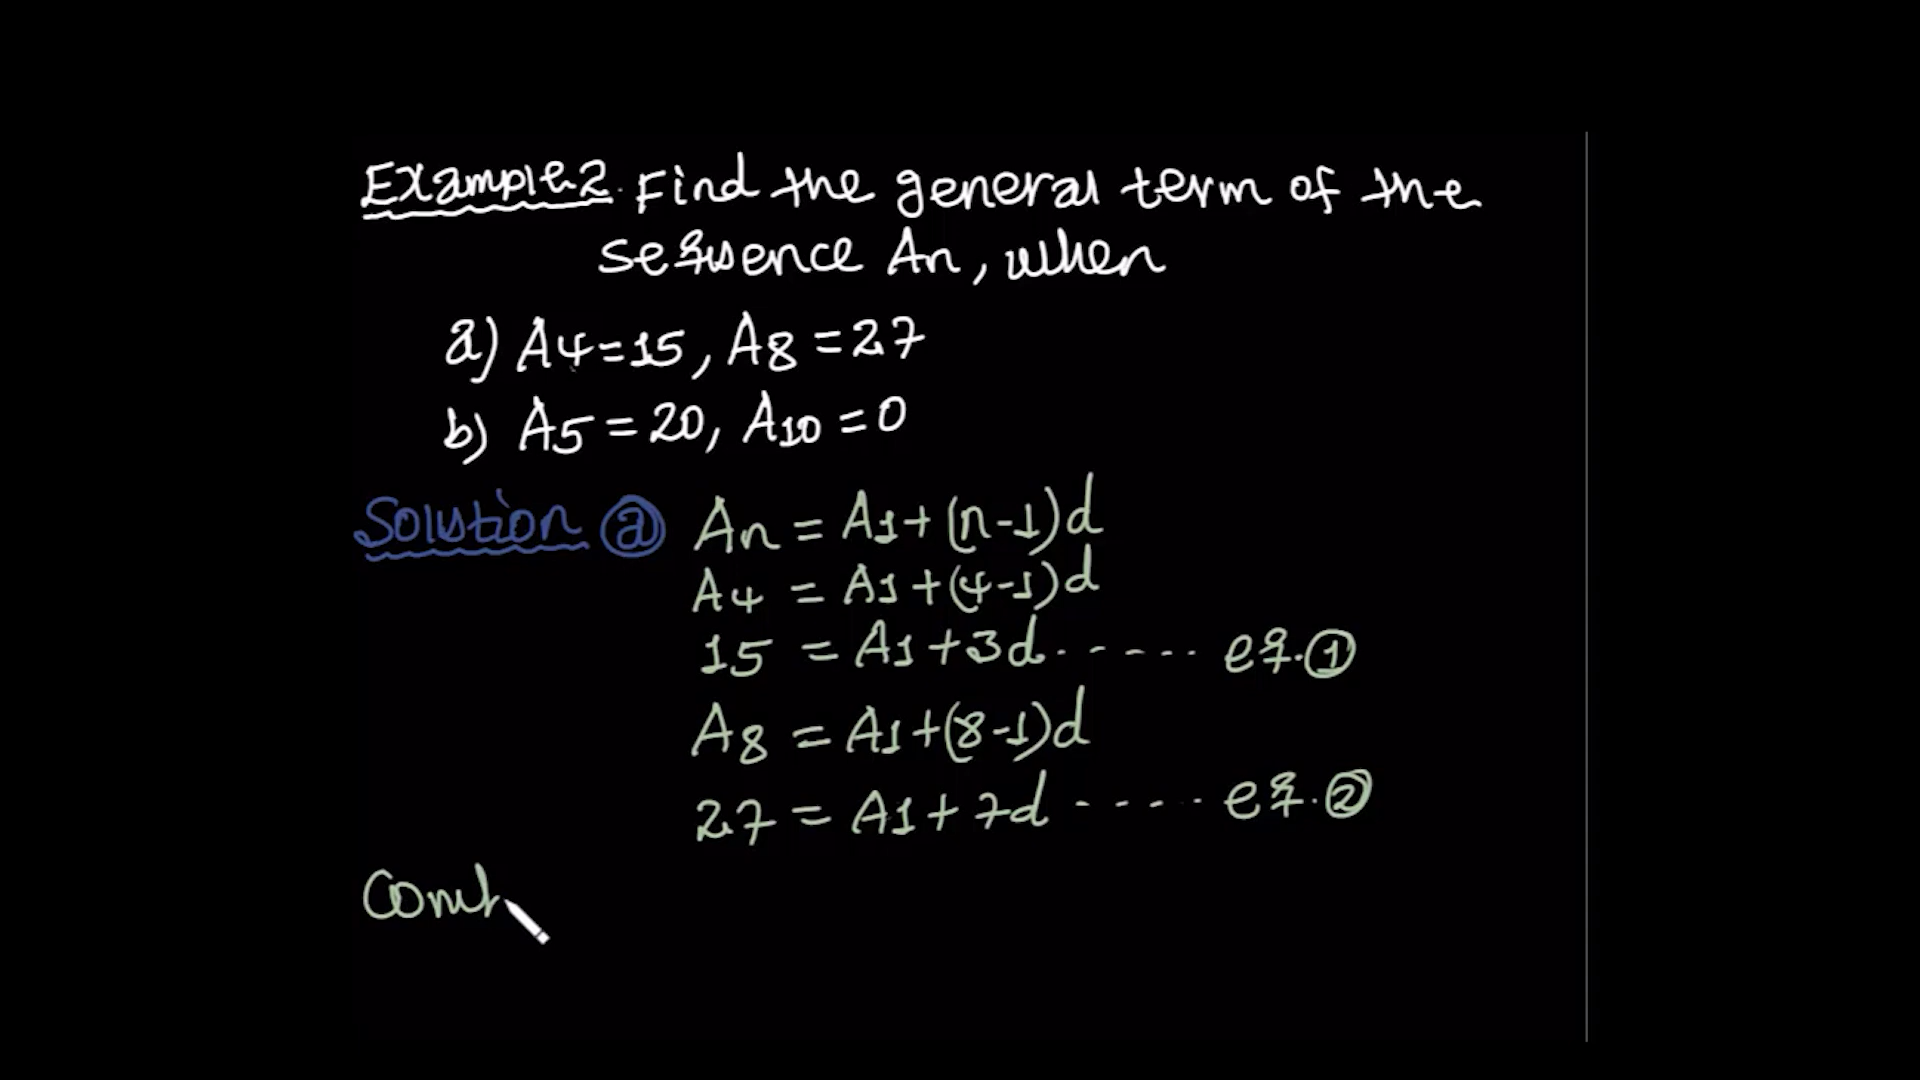 Example 2. Find the general term of the
sequence An, when
a) A4=15, A8=27
b) A5=20, A10=0
Solution ⓐ An = A1+(n-1)d
A4 = A1+(4-1)d
15 = A1+3d ------ eq.①
A8 = A1+(8-1)d
27 = A1+7d ----- eq.②